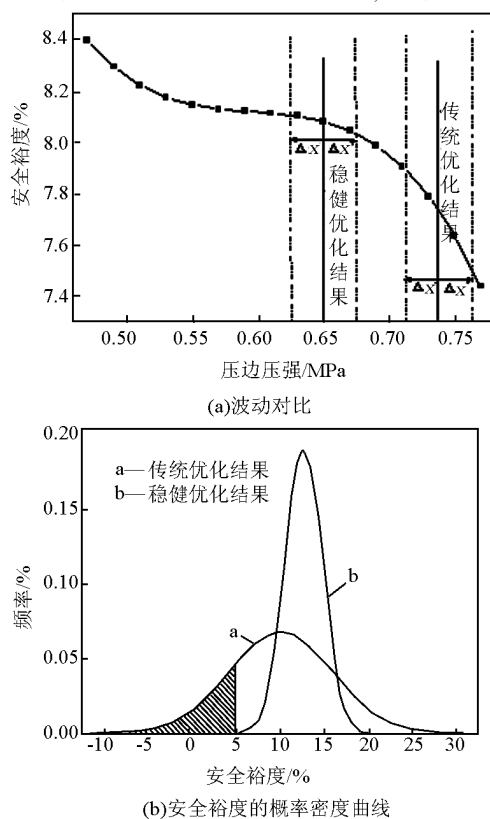 8.4
8.2
8.0
7.8
7.6
7.4
安全裕度/%
Δx Δx
稳健优化结果
传统优化结果
Δx Δx
0.50 0.55 0.60 0.65 0.70 0.75
压边压强/MPa
(a)波动对比
0.20
0.15
0.10
0.05
0.00
频率/%
a—传统优化结果
b—稳健优化结果
a
b
-10 -5 0 5 10 15 20 25 30
安全裕度/%
(b)安全裕度的概率密度曲线